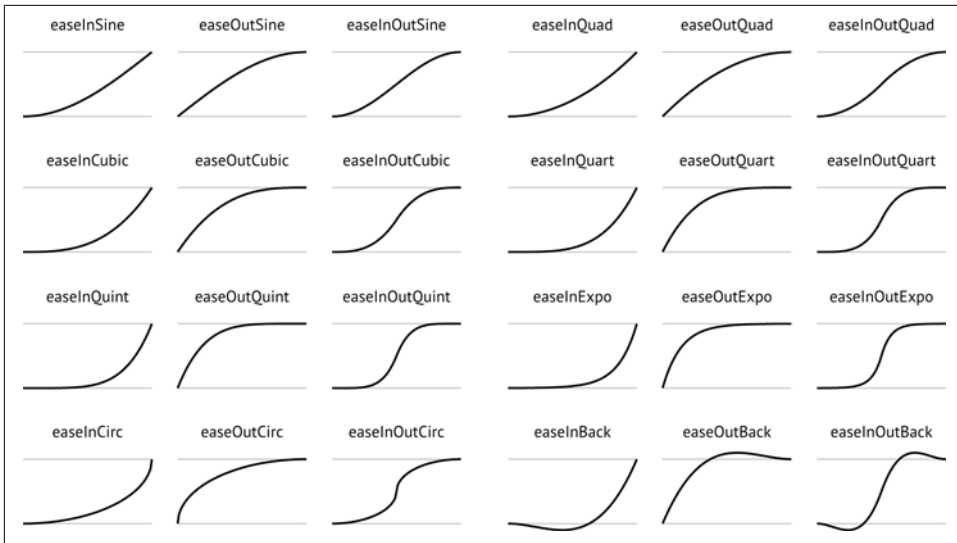 easeInSine easeOutSine easeInOutSine easeInQuad easeOutQuad easeInOutQuad
easeInCubic easeOutCubic easeInOutCubic easeInQuart easeOutQuart easeInOutQuart
easeInQuint easeOutQuint easeInOutQuint easeInExpo easeOutExpo easeInOutExpo
easeInCirc easeOutCirc easeInOutCirc easeInBack easeOutBack easeInOutBack